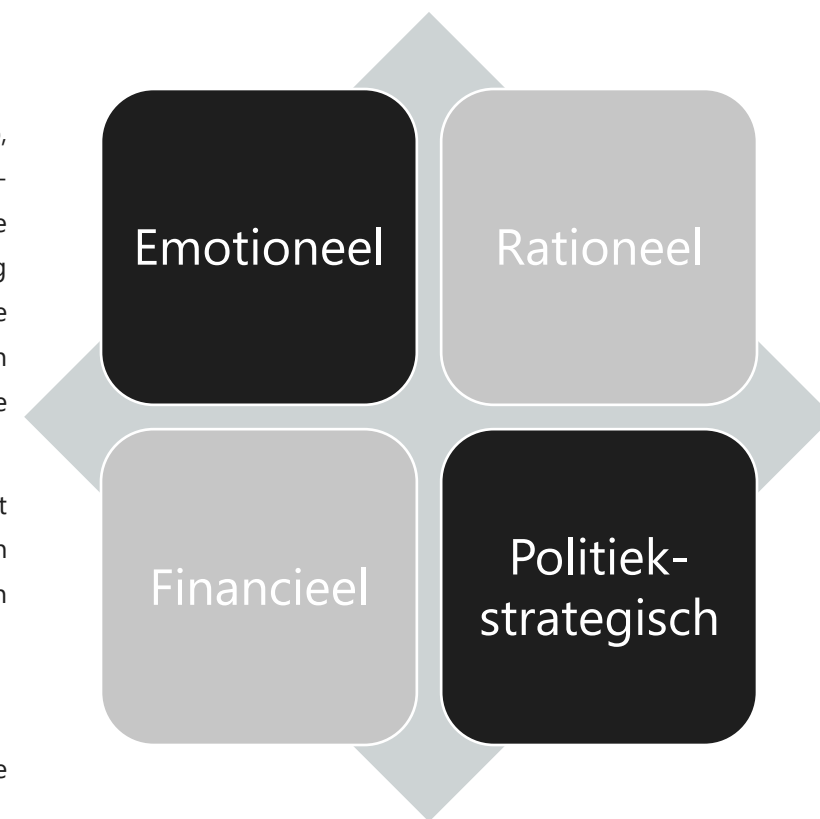 Emotioneel
Rationeel
Financieel
Politiek-
strategisch